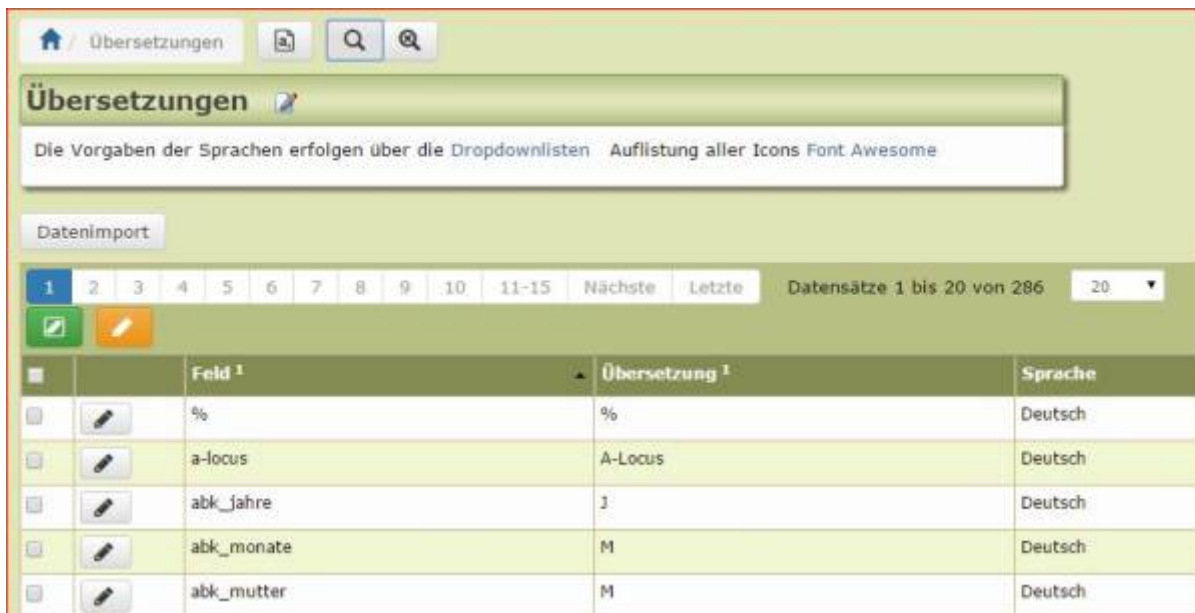 / Übersetzungen
Übersetzungen
Die Vorgaben der Sprachen erfolgen über die Dropdownlisten Auflistung aller Icons Font Awesome
Datenimport
1 2 3 4 5 6 7 8 9 10 11-15 Nächste Letzte Datensätze 1 bis 20 von 286 20
Feld ¹ Übersetzung ¹ Sprache
% % Deutsch
a-locus A-Locus Deutsch
abk_jahre J Deutsch
abk_monate M Deutsch
abk_mutter M Deutsch